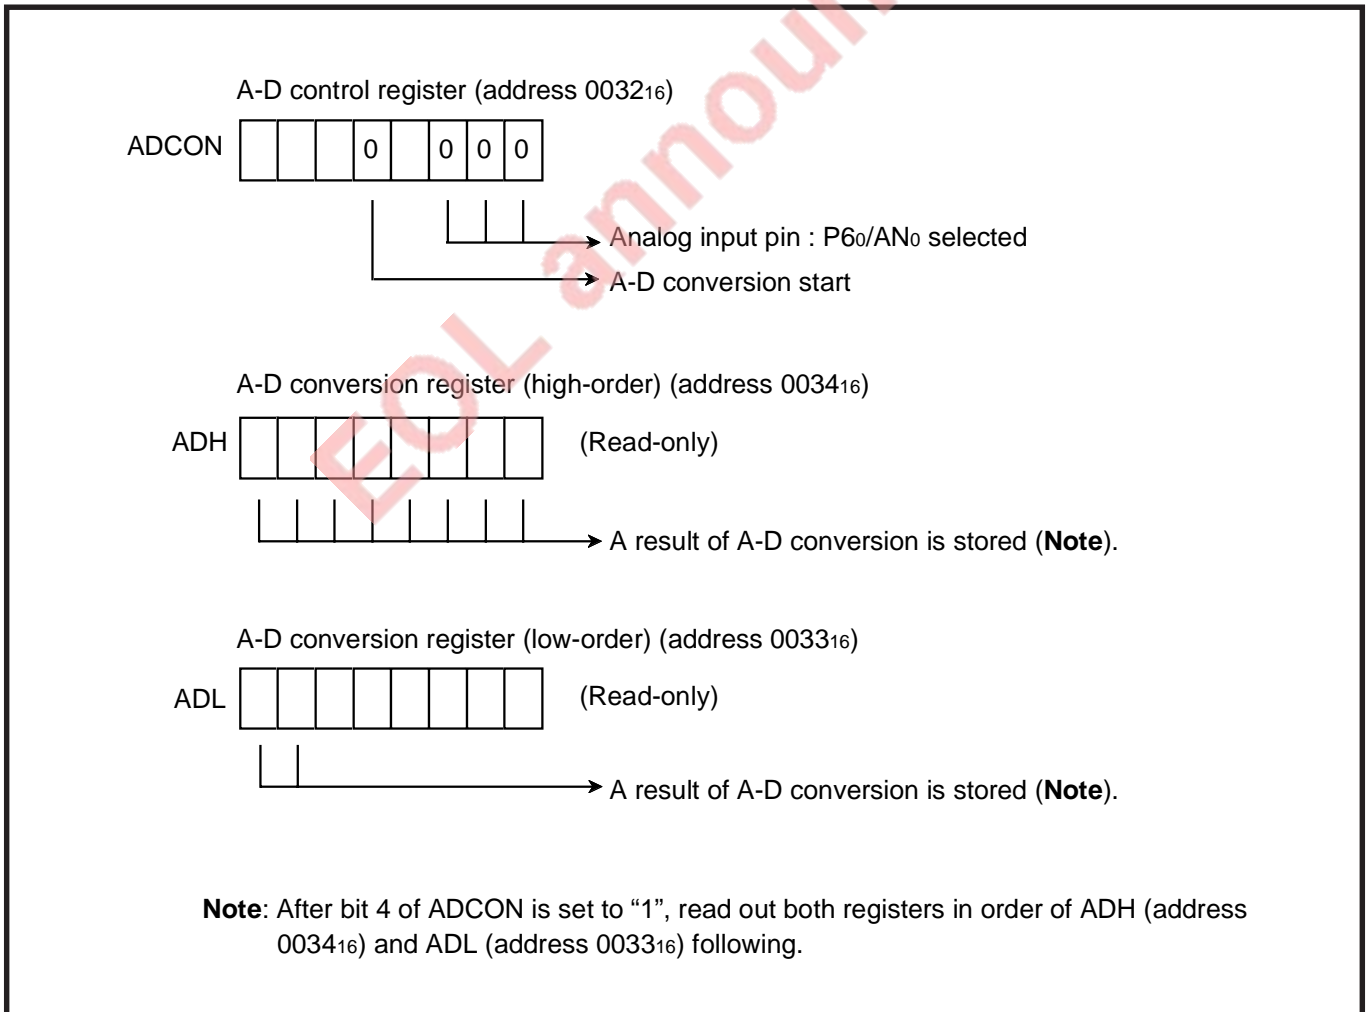 A-D control register (address 003216)
ADCON 0 0 0 0
Analog input pin : P60/AN0 selected
A-D conversion start
A-D conversion register (high-order) (address 003416)
ADH (Read-only)
A result of A-D conversion is stored (Note).
A-D conversion register (low-order) (address 003316)
ADL (Read-only)
A result of A-D conversion is stored (Note).
Note: After bit 4 of ADCON is set to “1”, read out both registers in order of ADH (address
003416) and ADL (address 003316) following.
EOL announ